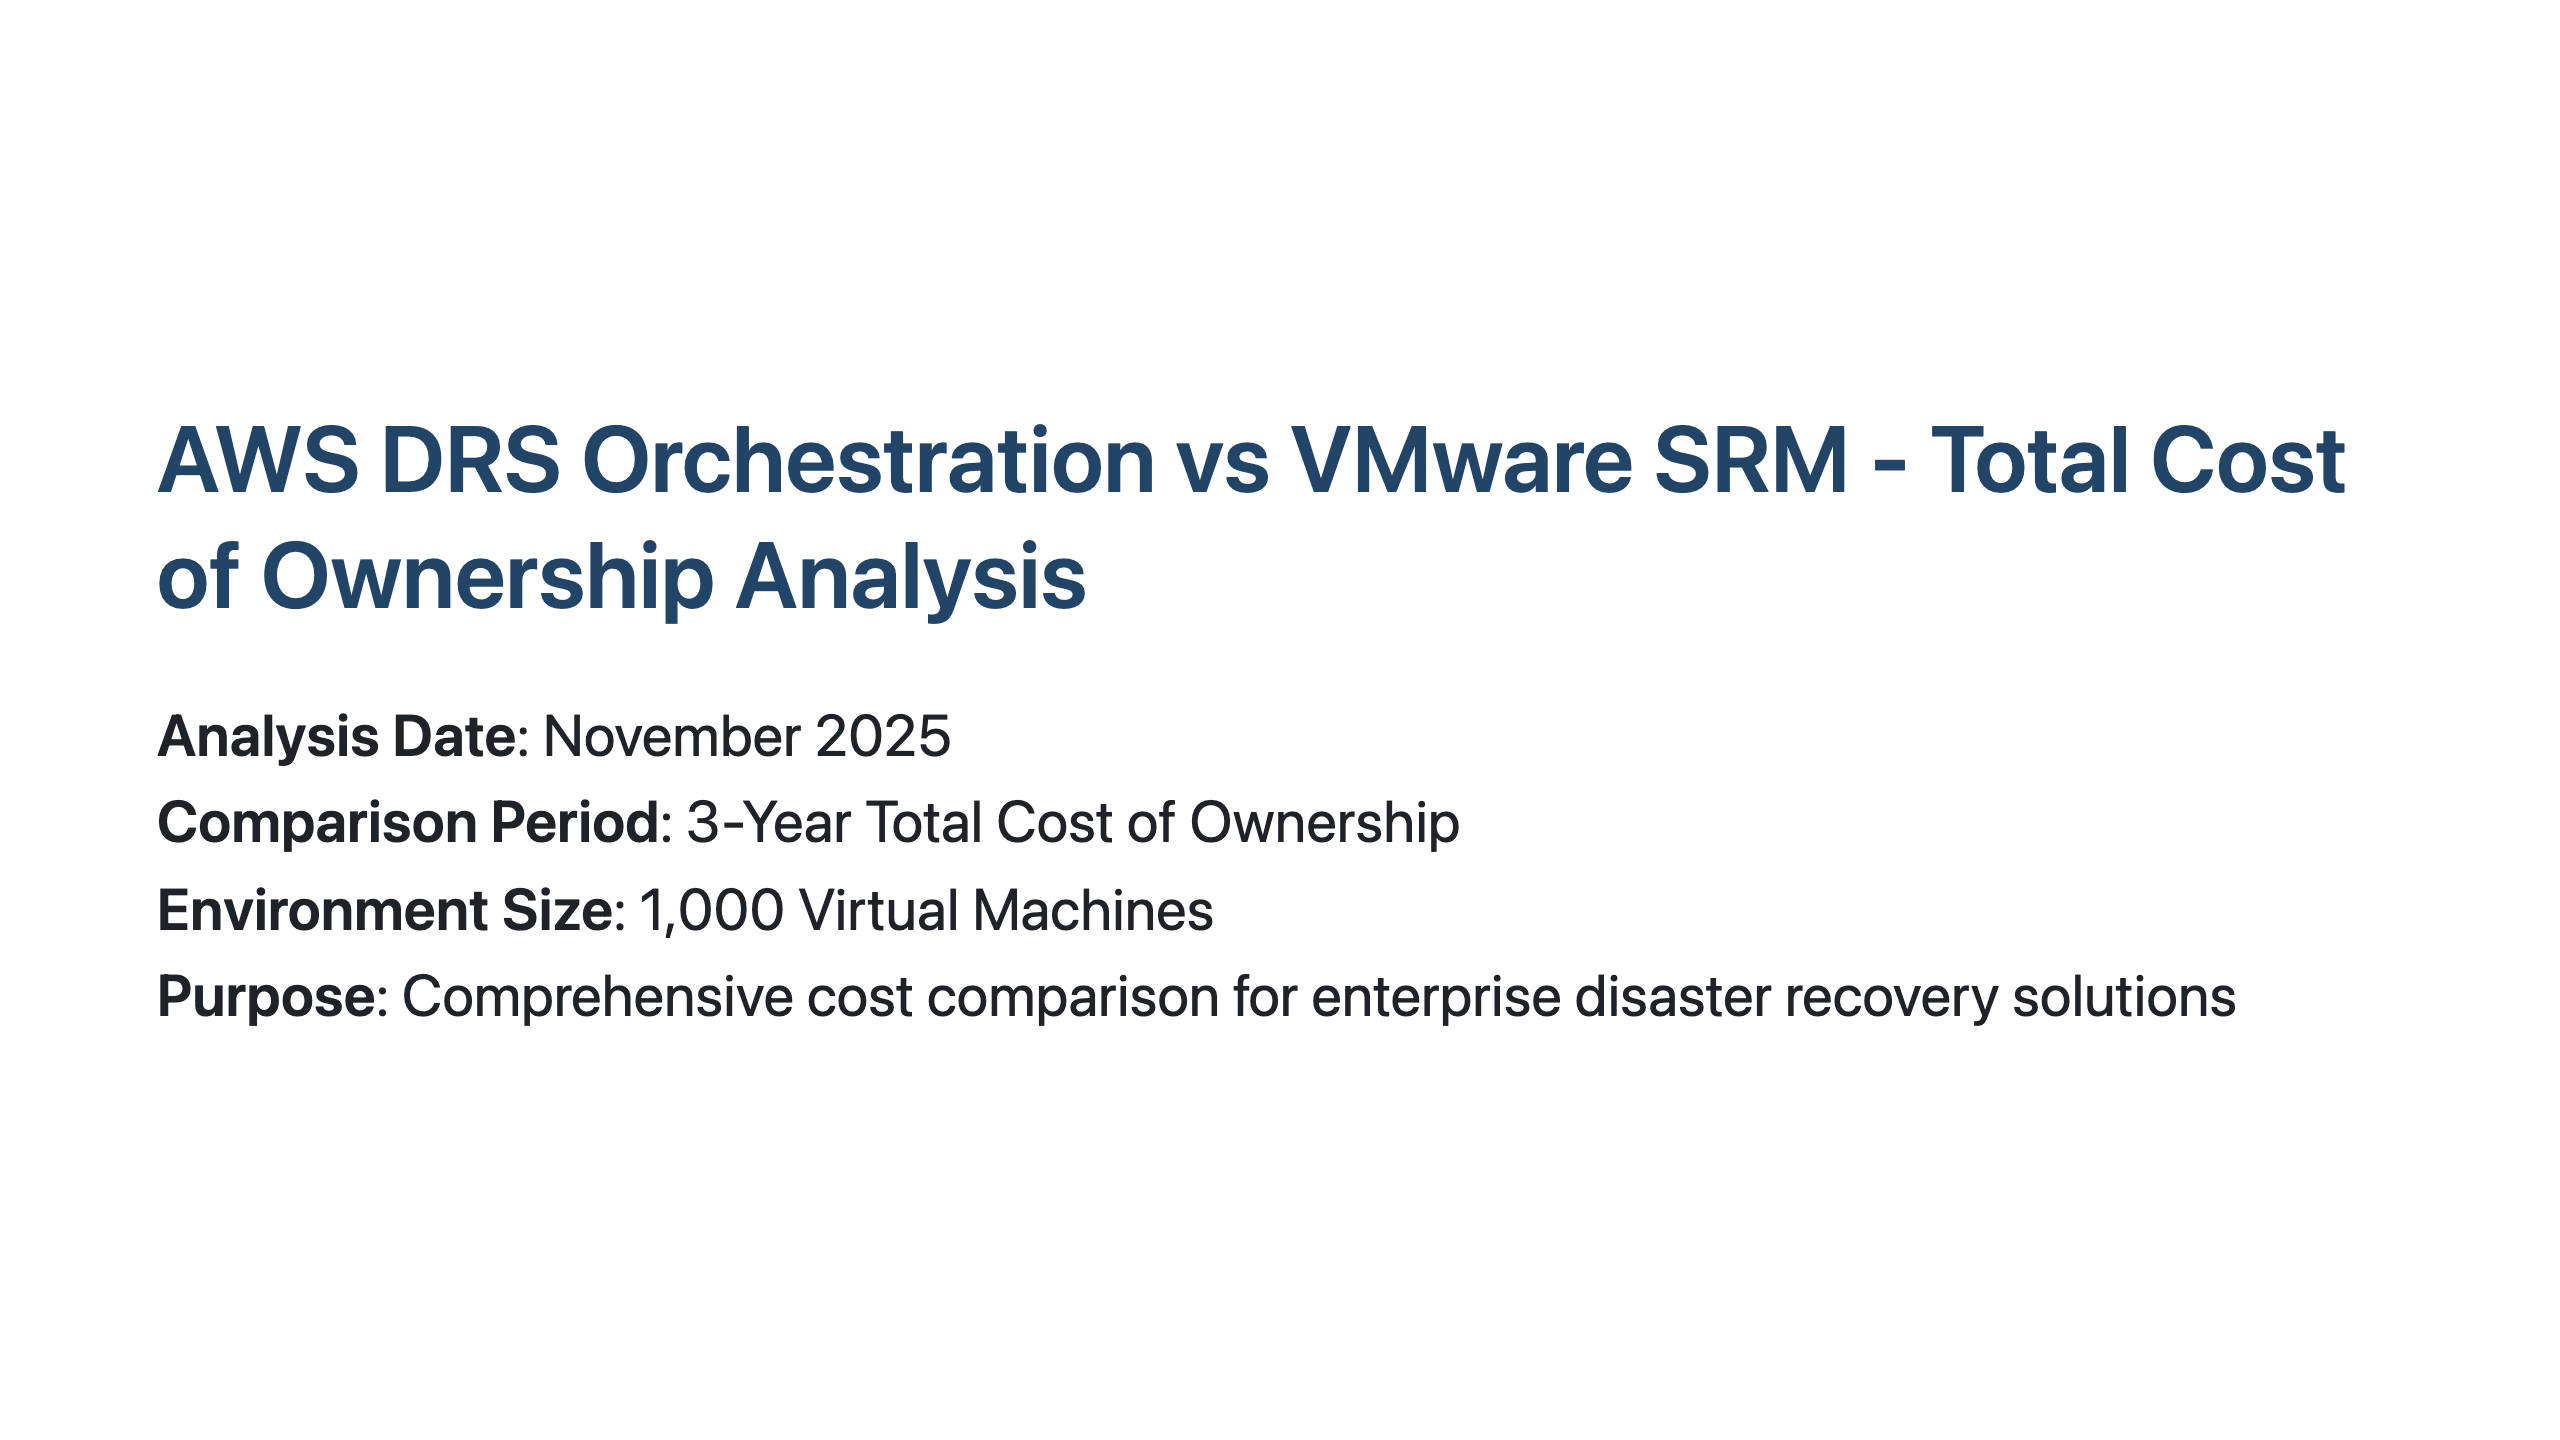 AWS DRS Orchestration vs VMware SRM - Total Cost
of Ownership Analysis
Analysis Date: November 2025
Comparison Period: 3-Year Total Cost of Ownership
Environment Size: 1,000 Virtual Machines
Purpose: Comprehensive cost comparison for enterprise disaster recovery solutions